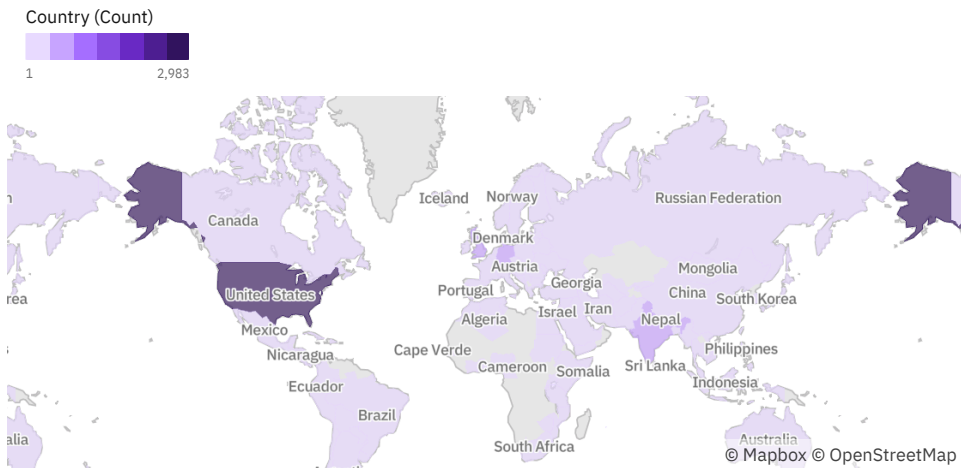 Country (Count)
1
2,983
n
Iceland
Norway
Russian Federation
Canada
Denmark
Austria
Mongolia
Georgia
Portugal
China
United States
rea
South Korea
Israel
Iran
Algeria
Nepal
Mexico
Cape Verde
Philippines
Nicaragua
Cameroon
Somalia
Sri Lanka
Ecuador
Indonesia
Brazil
alia
South Africa
Australia
© Mapbox © OpenStreetMap